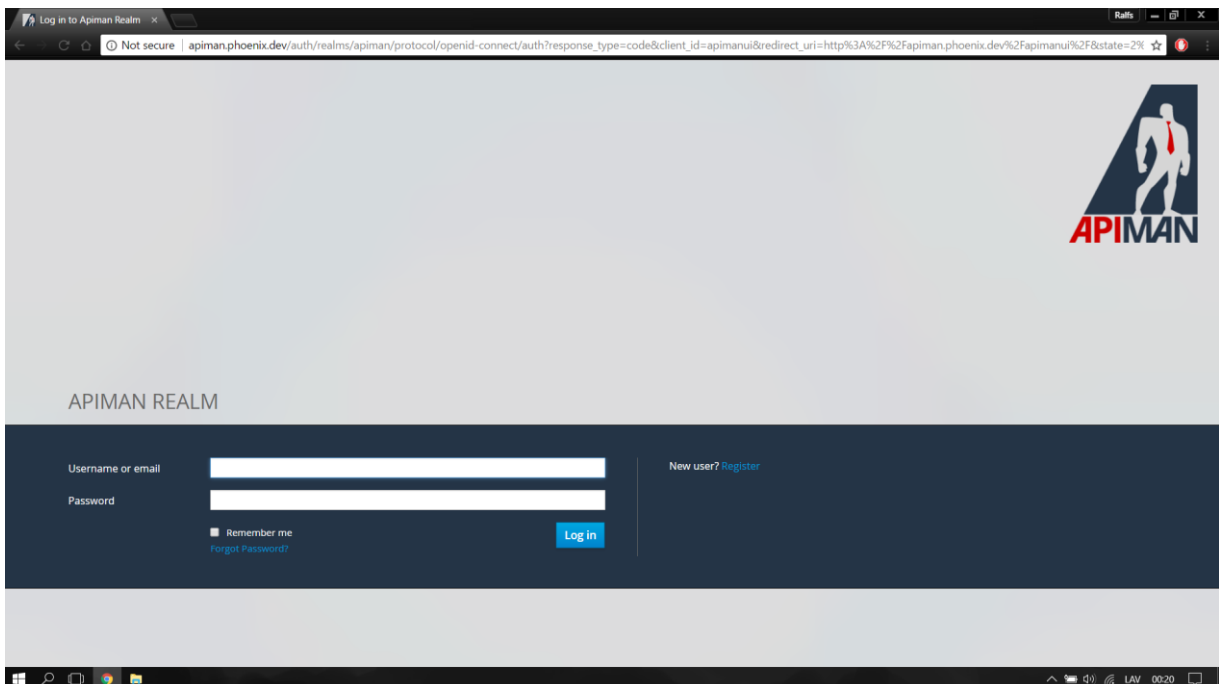 Log in to Apiman Realm
Ralfs
Not secure | apiman.phoenix.dev/auth/realms/apiman/protocol/openid-connect/auth?response_type=code&client_id=apimanui&redirect_uri=http%3A%2F%2Fapiman.phoenix.dev%2Fapimanui%2F&state=2%
APIMAN
APIMAN REALM
Username or email
New user? Register
Password
Remember me
Log in
Forgot Password?
LAV 00:20